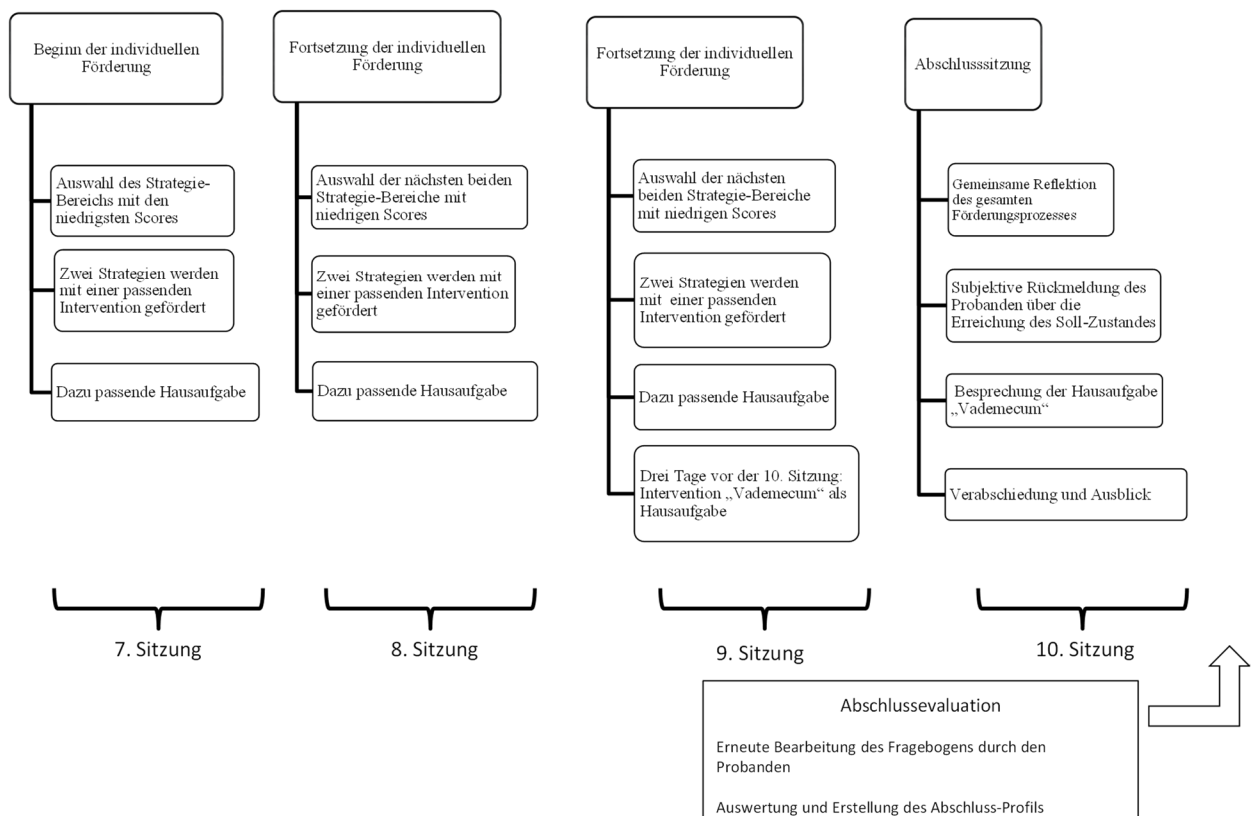 Beginn der individuellen
Förderung
Auswahl des Strategie-
Bereichs mit den
niedrigsten Scores
Zwei Strategien werden
mit einer passenden
Intervention gefördert
Dazu passende Hausaufgabe
7. Sitzung
Fortsetzung der individuellen
Förderung
Auswahl der nächsten beiden
Strategie-Bereiche mit
niedrigen Scores
Zwei Strategien werden mit
einer passenden Intervention
gefördert
Dazu passende Hausaufgabe
8. Sitzung
Fortsetzung der individuellen
Förderung
Auswahl der nächsten
beiden Strategie-Bereiche
mit niedrigen Scores
Zwei Strategien werden
mit einer passenden
Intervention gefördert
Dazu passende Hausaufgabe
Drei Tage vor der 10. Sitzung:
Intervention „Vademecum“ als
Hausaufgabe
9. Sitzung
Abschlusssitzung
Gemeinsame Reflektion
des gesamten
Förderungsprozesses
Subjektive Rückmeldung des
Probanden über die
Erreichung des Soll-Zustandes
Besprechung der Hausaufgabe
„Vademecum“
Verabschiedung und Ausblick
10. Sitzung
Abschlussevaluation
Erneute Bearbeitung des Fragebogens durch den
Probanden
Auswertung und Erstellung des Abschluss-Profils